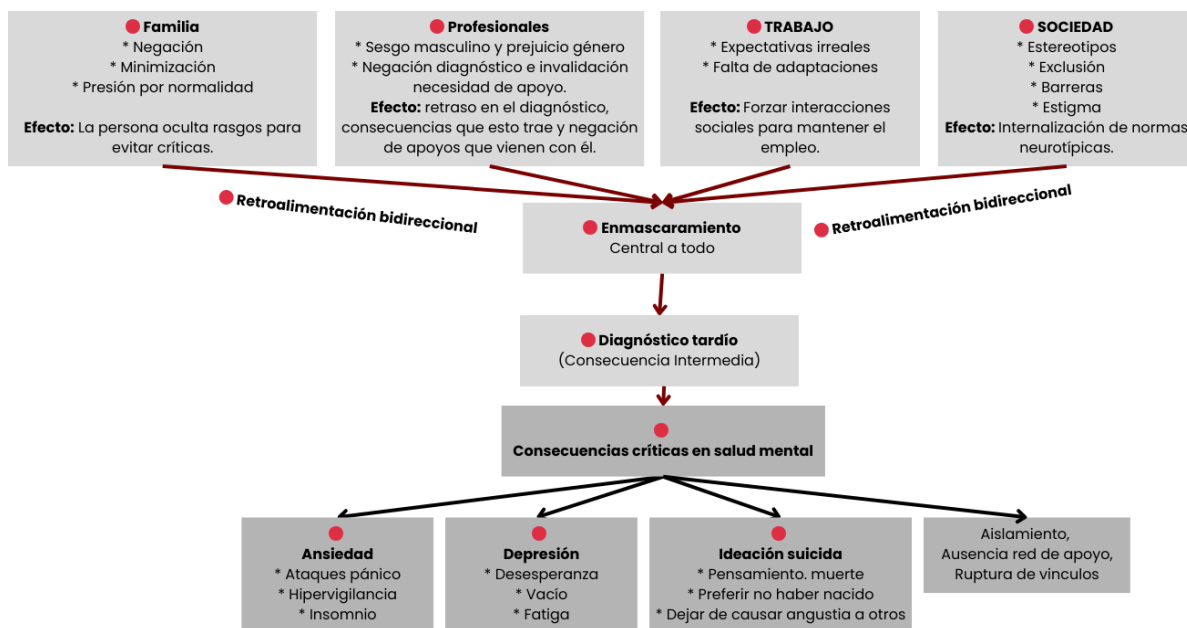 Familia
* Negación
* Minimización
* Presión por normalidad
Efecto: La persona oculta rasgos para
evitar críticas.
Profesionales
* Sesgo masculino y prejuicio género
* Negación diagnóstico e invalidación
necesidad de apoyo.
Efecto: retraso en el diagnóstico,
consecuencias que esto trae y negación
de apoyos que vienen con él.
TRABAJO
* Expectativas irreales
* Falta de adaptaciones
Efecto: Forzar interacciones
sociales para mantener el
empleo.
SOCIEDAD
* Estereotipos
* Exclusión
* Barreras
* Estigma
Efecto: Internalización de normas
neurotípicas.
Retroalimentación bidireccional
Retroalimentación bidireccional
Enmascaramiento
Central a todo
Diagnóstico tardío
(Consecuencia Intermedia)
Consecuencias críticas en salud mental
Ansiedad
* Ataques pánico
* Hipervigilancia
* Insomnio
Depresión
* Desesperanza
* Vacío
* Fatiga
Ideación suicida
* Pensamiento. muerte
* Preferir no haber nacido
* Dejar de causar angustia a otros
Aislamiento,
Ausencia red de apoyo,
Ruptura de vinculos